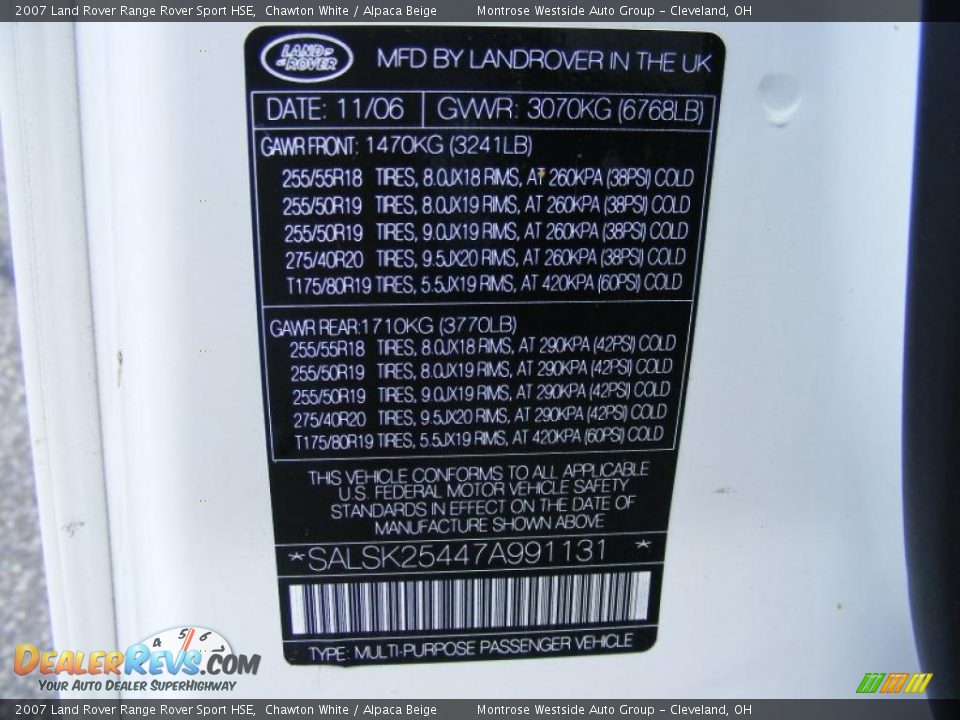 2007 Land Rover Range Rover Sport HSE,  Chawton White / Alpaca Beige  Montrose Westside Auto Group - Cleveland, OH
LAND-
-ROVER
MFD BY LANDROVER IN THE UK
DATE: 11/06  GVWR: 3070KG (6768LB)
GAWR FRONT: 1470KG (3241LB)
255/55R18 TIRES, 8.0JX18 RIMS, AT 260KPA (38PSI) COLD
255/50R19 TIRES, 8.0JX19 RIMS, AT 260KPA (38PSI) COLD
255/50R19 TIRES, 9.0JX19 RIMS, AT 260KPA (38PSI) COLD
275/40R20 TIRES, 9.5JX20 RIMS, AT 260KPA (38PSI) COLD
T175/80R19 TIRES, 5.5JX19 RIMS, AT 420KPA (60PSI) COLD
GAWR REAR:1710KG (3770LB)
255/55R18 TIRES, 8.0JX18 RIMS, AT 290KPA (42PSI) COLD
255/50R19 TIRES, 8.0JX19 RIMS, AT 290KPA (42PSI) COLD
255/50R19 TIRES, 9.0JX19 RIMS, AT 290KPA (42PSI) COLD
275/40R20 TIRES, 9.5JX20 RIMS, AT 290KPA (42PSI) COLD
T175/80R19 TIRES, 5.5JX19 RIMS, AT 420KPA (60PSI) COLD
THIS VEHICLE CONFORMS TO ALL APPLICABLE
U.S. FEDERAL MOTOR VEHICLE SAFETY
STANDARDS IN EFFECT ON THE DATE OF
MANUFACTURE SHOWN ABOVE
*SALSK25447A991131 *
TYPE: MULTI-PURPOSE PASSENGER VEHICLE
4 5 6
DEALERREVS.COM
YOUR AUTO DEALER SUPERHIGHWAY
2007 Land Rover Range Rover Sport HSE,  Chawton White / Alpaca Beige  Montrose Westside Auto Group - Cleveland, OH